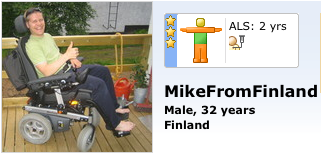 ALS: 2 yrs
MikeFromFinland
Male, 32 years
Finland